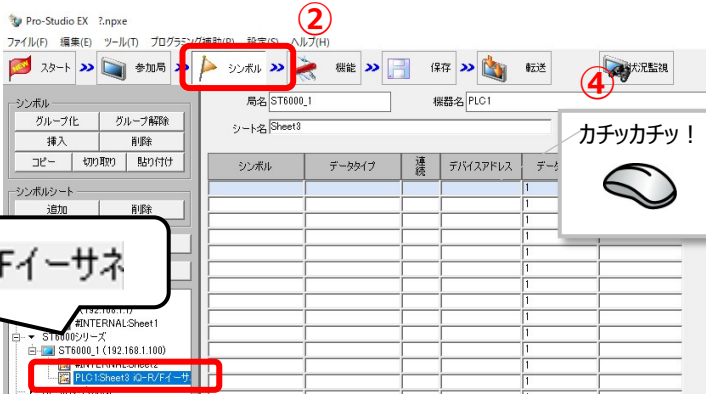 Pro-Studio EX ?.npxe
②
ファイル(F) 編集(E) ツール(T) プログラミング補助(P) 設定(S) ヘルプ(H)
スタート 参加局 シンボル 機能 保存 転送 状況監視
④
シンボル
グループ化 グループ解除
挿入 削除
コピー 切り取り 貼り付け
シンボルシート
追加 削除
局名 ST6000_1 機器名 PLC1
シート名 Sheet3
カチッカチッ！
シンボル データタイプ 連続 デバイスアドレス
1
1
1
1
1
1
1
1
1
1
1
1
1
Fイーサネ
(192.168.1.1)
#INTERNAL:Sheet1
ST6000シリーズ
ST6000_1 (192.168.1.100)
#INTERNAL:Sheet2
PLC1:Sheet3 iQ-R/Fイーサ